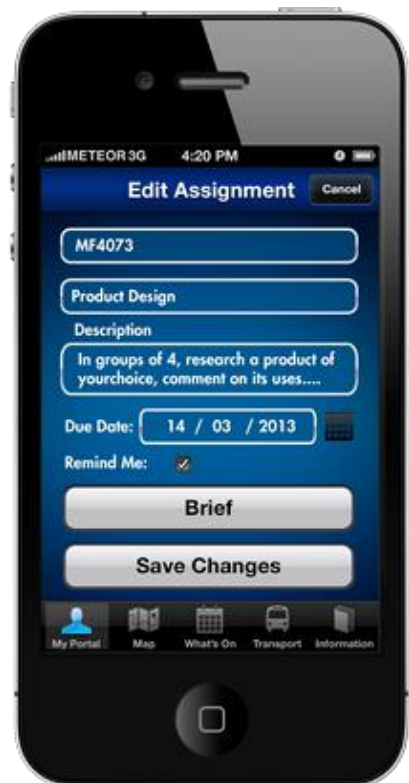 METEOR 3G 4:20 PM
Edit Assignment Cancel
MF4073
Product Design
Description
In groups of 4, research a product of
yourchoice, comment on its uses....
Due Date: 14 / 03 / 2013
Remind Me:
Brief
Save Changes
My Portal Map What's On Transport Information